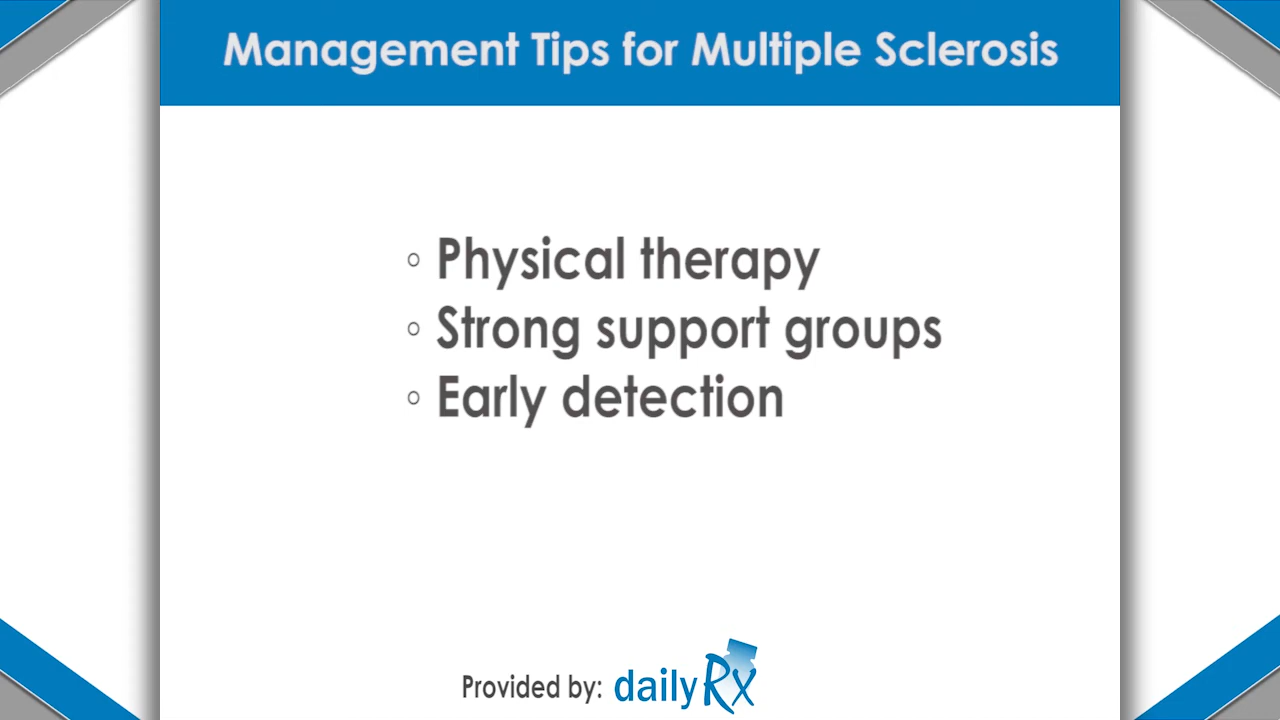 Management Tips for Multiple Sclerosis
◦ Physical therapy
◦ Strong support groups
◦ Early detection
Provided by: dailyRx